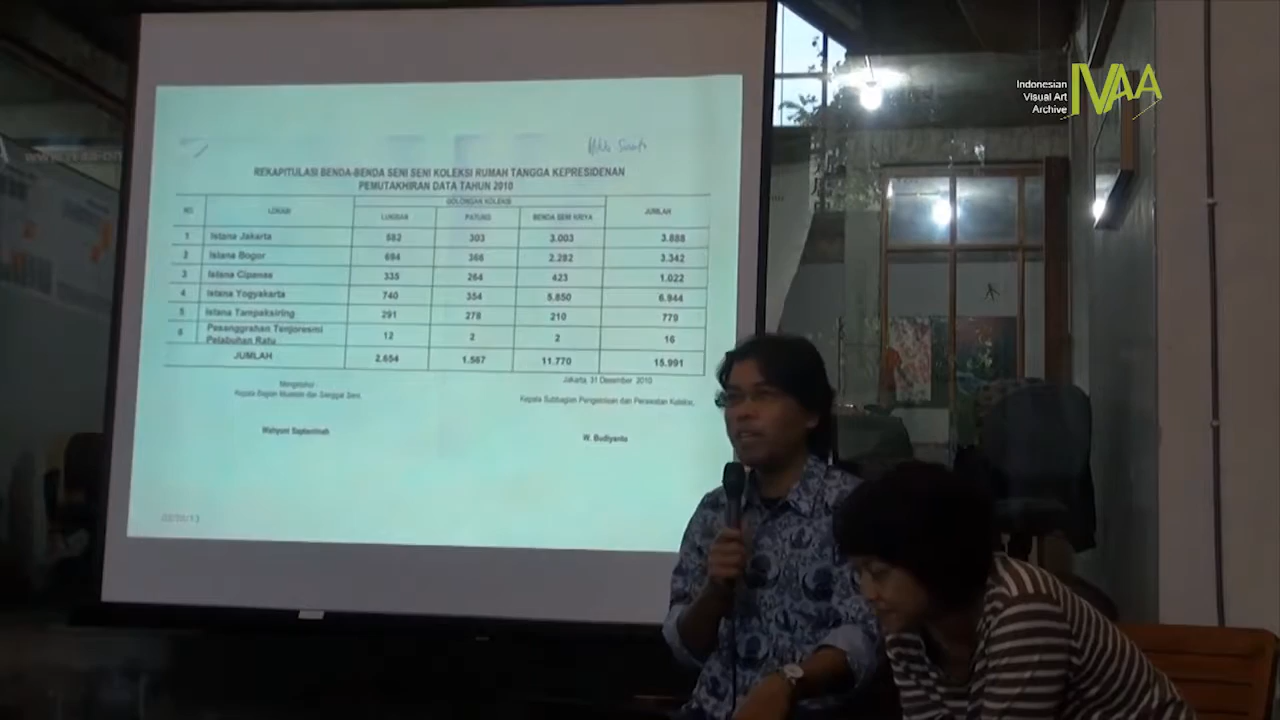 Indonesian
Visual Art
Archive
IVAA
REKAPITULASI BENDA-BENDA SENI SENI KOLEKSI RUMAH TANGGA KEPRESIDENAN
PEMUTAKHIRAN DATA TAHUN 2010
NO LOKASI GOLONGAN KOLEKSI JUMLAH
LUKISAN PATUNG BENDA SENI KRIYA
1 Istana Jakarta 582 303 3.003 3.888
2 Istana Bogor 694 366 2.282 3.342
3 Istana Cipanas 335 264 423 1.022
4 Istana Yogyakarta 740 354 5.850 6.944
5 Istana Tampaksiring 291 278 210 779
6 Pesanggrahan Tenjoresmi 12 2 2 16
Pelabuhan Ratu
JUMLAH 2.654 1.567 11.770 15.991
Jakarta, 31 Desember 2010
Mengetahui
Kepala Bagian Museum dan Sanggar Seni,
Kepala Subbagian Pengelolaan dan Perawatan Koleksi,
W. Budiyanto